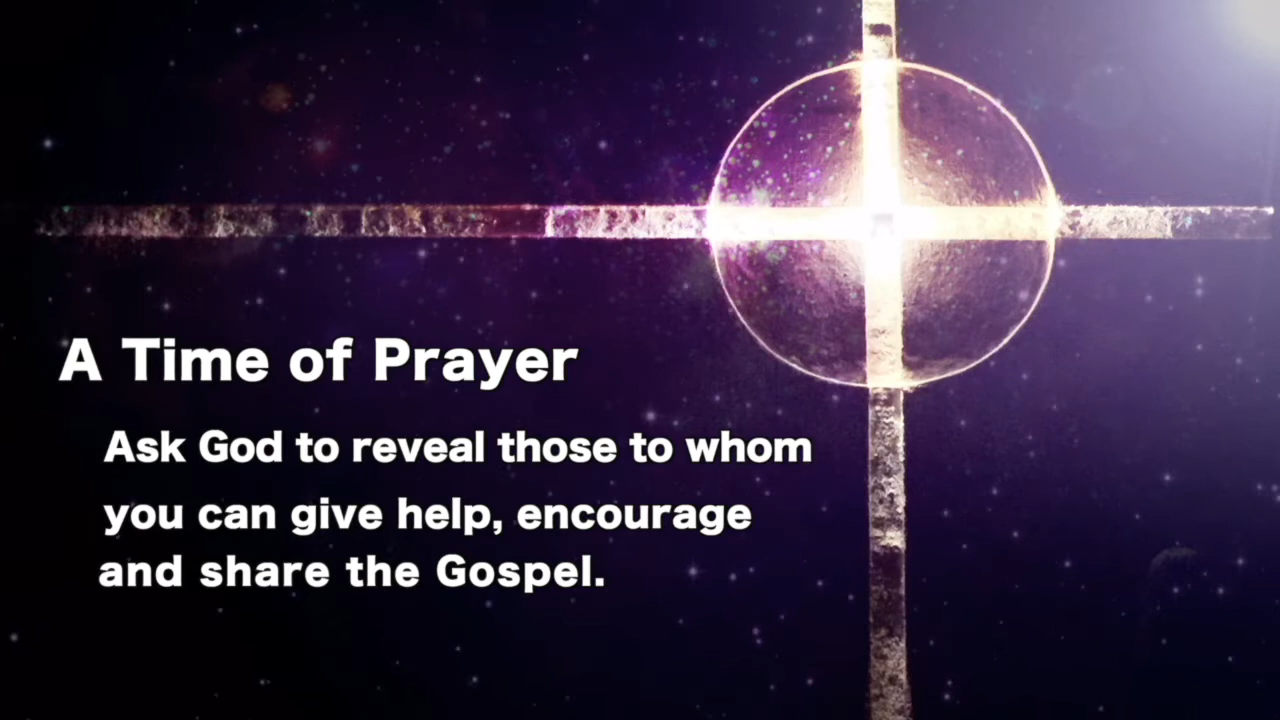 A Time of Prayer
Ask God to reveal those to whom
you can give help, encourage
and share the Gospel.